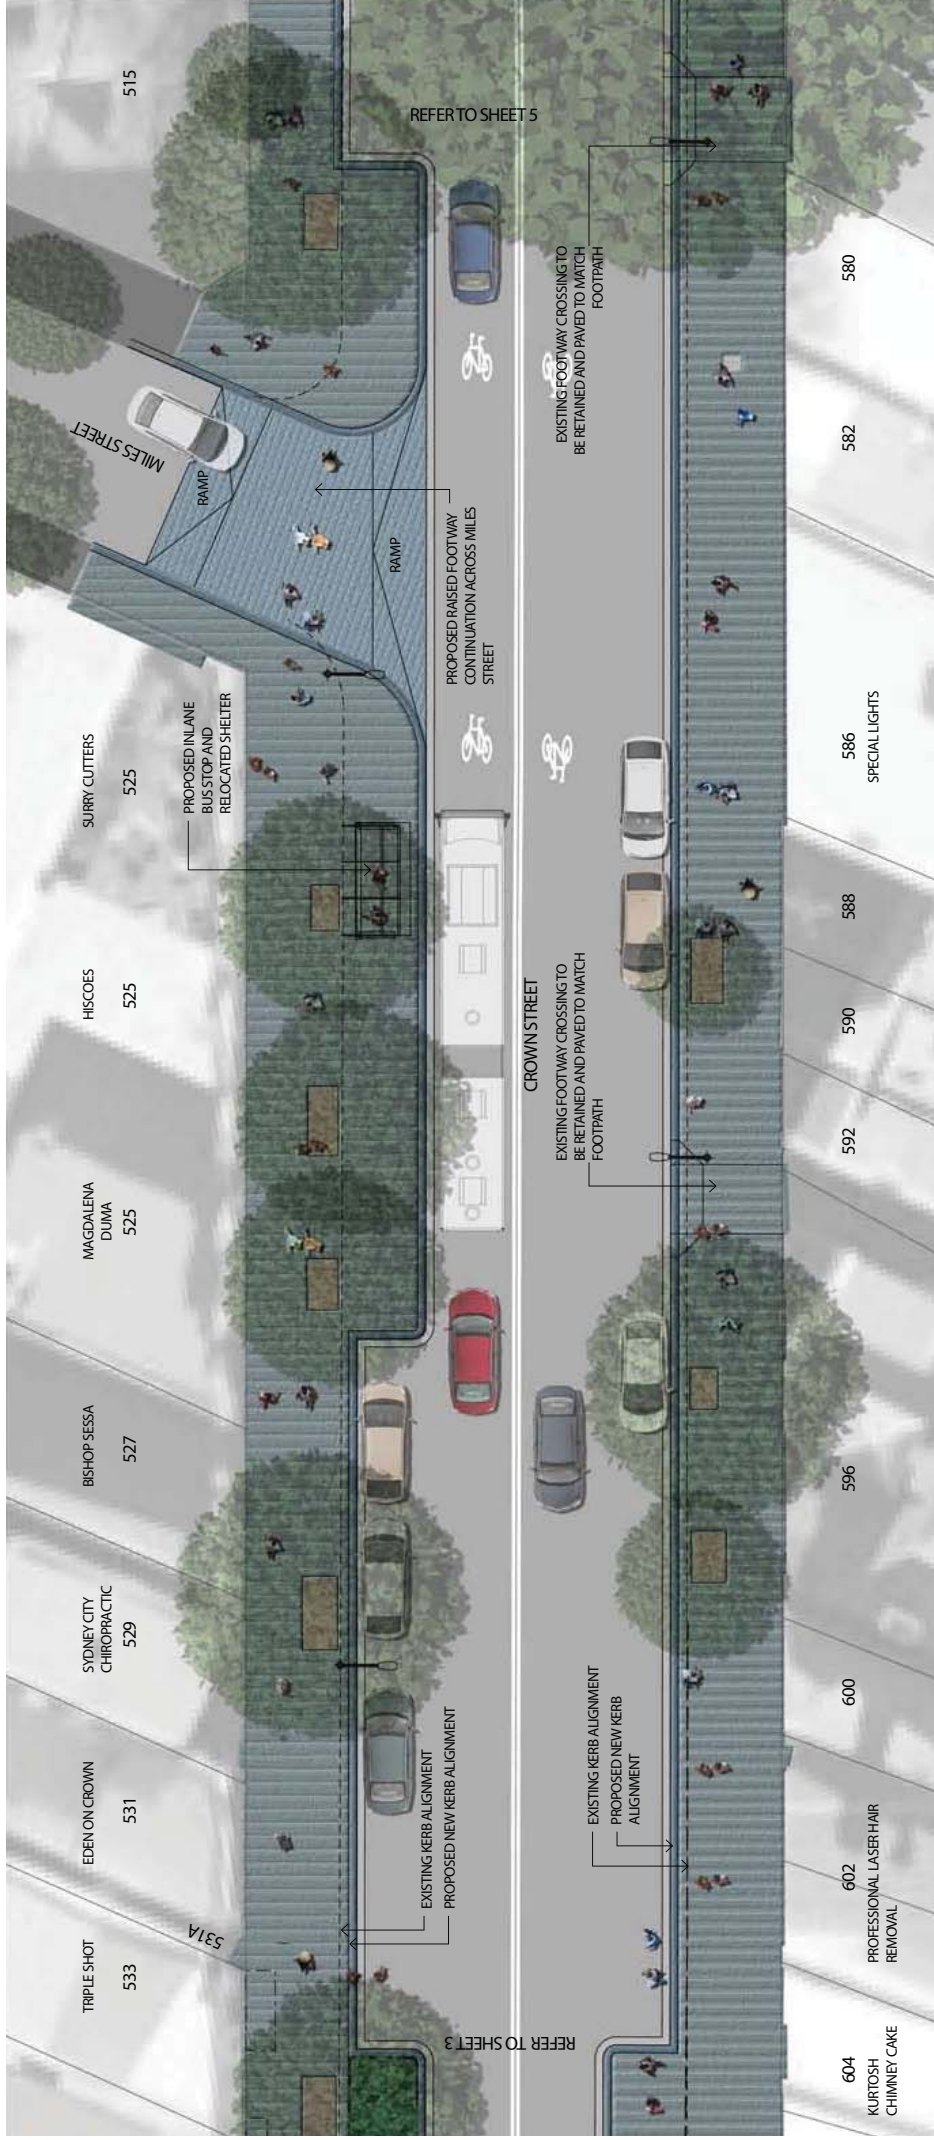 TRIPLE SHOT
533
531A
EDEN ON CROWN
531
SYDNEY CITY
CHIROPRACTIC
529
BISHOP SESSA
527
MAGDALENA
DUMA
525
HISCOES
525
SURRY CUTTERS
525
PROPOSED INLANE
BUS STOP AND
RELOCATED SHELTER
MILES STREET
RAMP
RAMP
515
PROPOSED RAISED FOOTWAY
CONTINUATION ACROSS MILES
STREET
REFER TO SHEET 5
EXISTING KERB ALIGNMENT
PROPOSED NEW KERB ALIGNMENT
REFER TO SHEET 3
CROWN STREET
EXISTING KERB ALIGNMENT
PROPOSED NEW KERB
ALIGNMENT
EXISTING FOOTWAY CROSSING TO
BE RETAINED AND PAVED TO MATCH
FOOTPATH
EXISTING FOOTWAY CROSSING TO
BE RETAINED AND PAVED TO MATCH
FOOTPATH
604
KURTOSH
CHIMNEY CAKE
602
PROFESSIONAL LASER HAIR
REMOVAL
600
596
592
590
588
586
SPECIAL LIGHTS
582
580